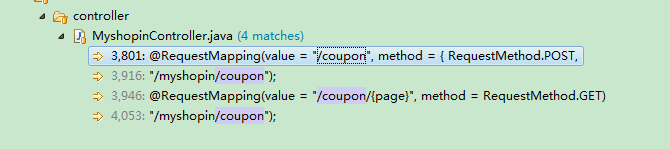 controller
MyshopinController.java (4 matches)
3,801: @RequestMapping(value = "/coupon", method = { RequestMethod.POST,
3,916: "/myshopin/coupon");
3,946: @RequestMapping(value = "/coupon/{page}", method = RequestMethod.GET)
4,053: "/myshopin/coupon");